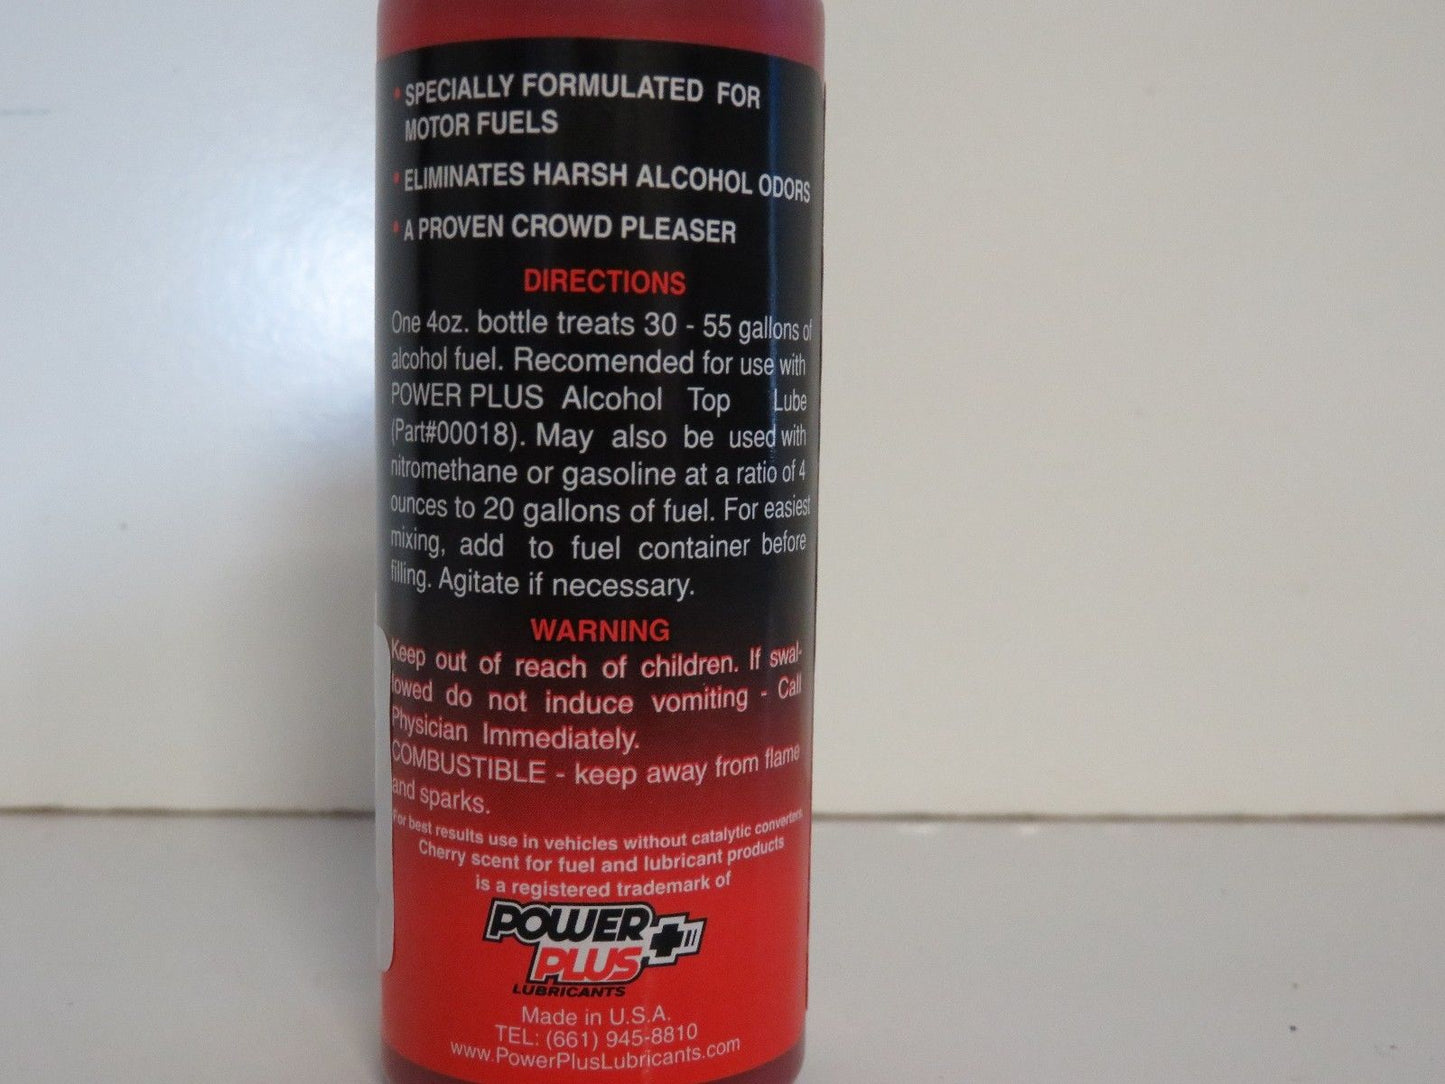 • SPECIALLY FORMULATED FOR
MOTOR FUELS
• ELIMINATES HARSH ALCOHOL ODORS
• A PROVEN CROWD PLEASER
DIRECTIONS
One 4oz. bottle treats 30 - 55 gallons of
alcohol fuel. Recomended for use with
POWER PLUS Alcohol Top Lube
(Part#00018). May also be used with
nitromethane or gasoline at a ratio of 4
ounces to 20 gallons of fuel. For easiest
mixing, add to fuel container before
filling. Agitate if necessary.
WARNING
Keep out of reach of children. If swal-
lowed do not induce vomiting - Call
Physician Immediately.
COMBUSTIBLE - keep away from flame
and sparks.
For best results use in vehicles without catalytic converters.
Cherry scent for fuel and lubricant products
is a registered trademark of
POWER
PLUS
LUBRICANTS
Made in U.S.A.
TEL: (661) 945-8810
www.PowerPlusLubricants.com